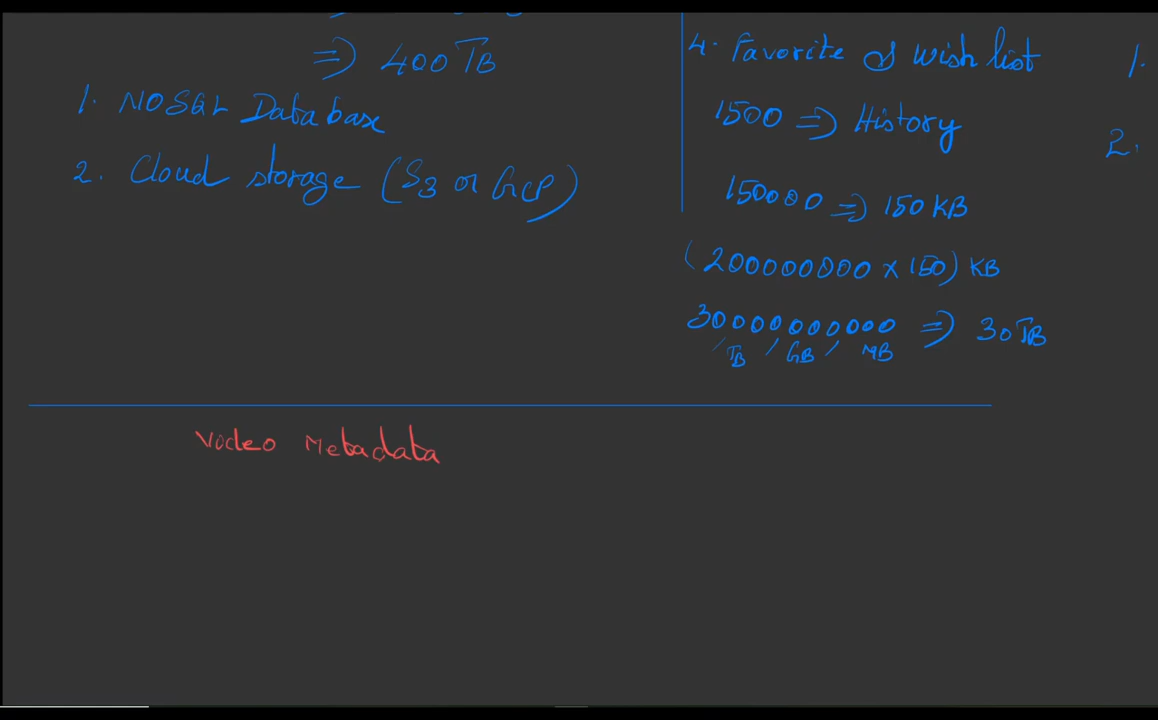 => 400 TB
1. NOSQL Database
2. Cloud storage (S3 or GCP)
4. Favorite & wish list
1500 => History
150000 => 150 KB
(200000000 x 150) KB
30000000000 => 30 TB
/ TB / GB / MB
1.
2.
Video Metadata